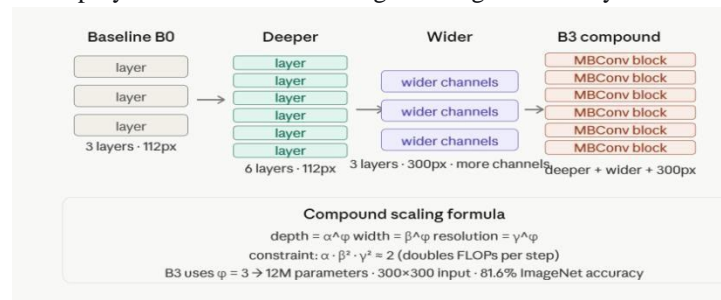 Baseline B0
layer
layer
layer
3 layers · 112px
Deeper
layer
layer
layer
layer
layer
layer
6 layers · 112px
Wider
wider channels
wider channels
wider channels
3 layers · 300px · more channels
B3 compound
MBConv block
MBConv block
MBConv block
MBConv block
MBConv block
MBConv block
deeper + wider + 300px
Compound scaling formula
depth = α^φ width = β^φ resolution = γ^φ
constraint: α · β² · γ² ≈ 2 (doubles FLOPs per step)
B3 uses φ = 3 → 12M parameters · 300×300 input · 81.6% ImageNet accuracy